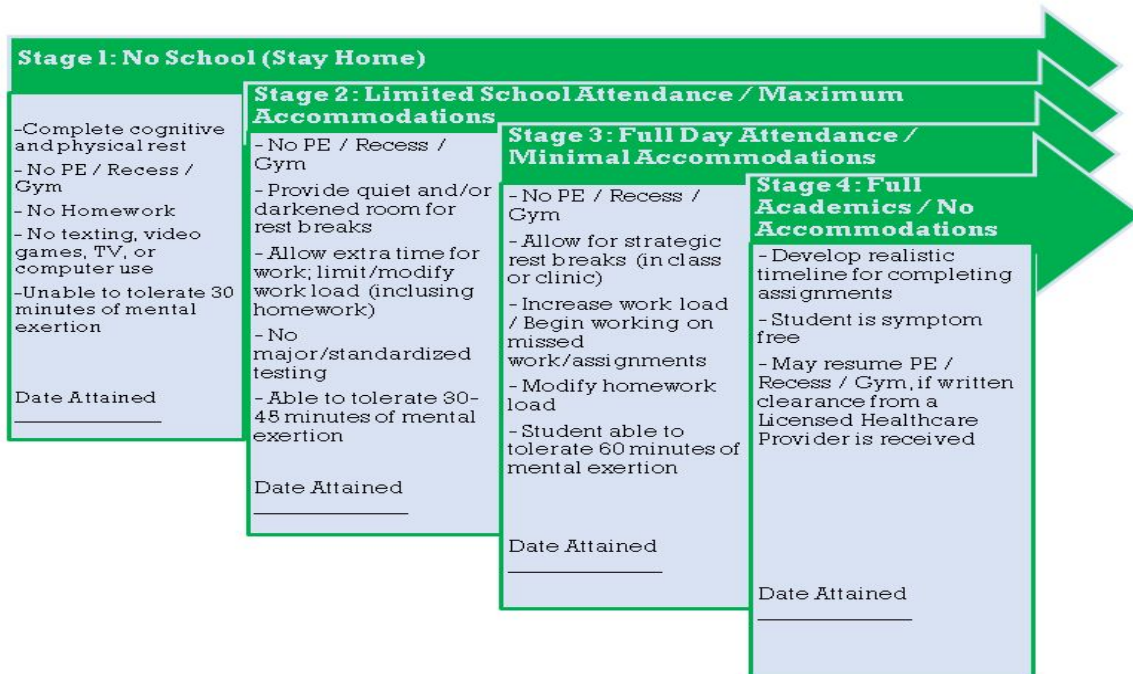 Stage 1: No School (Stay Home)
-Complete cognitive
and physical rest
- No PE / Recess /
Gym
- No Homework
- No texting, video
games, TV, or
computer use
-Unable to tolerate 30
minutes of mental
exertion
Date Attained
Stage 2: Limited School Attendance / Maximum
Accommodations
- No PE / Recess /
Gym
- Provide quiet and/or
darkened room for
rest breaks
- Allow extra time for
work; limit/modify
work load (inclusing
homework)
- No
major/standardized
testing
- Able to tolerate 30-
45 minutes of mental
exertion
Date Attained
Stage 3: Full Day Attendance /
Minimal Accommodations
- No PE / Recess /
Gym
- Allow for strategic
rest breaks (in class
or clinic)
- Increase work load
/ Begin working on
missed
work/assignments
- Modify homework
load
- Student able to
tolerate 60 minutes of
mental exertion
Date Attained
Stage 4: Full
Academics / No
Accommodations
- Develop realistic
timeline for completing
assignments
- Student is symptom
free
- May resume PE /
Recess / Gym, if written
clearance from a
Licensed Healthcare
Provider is received
Date Attained